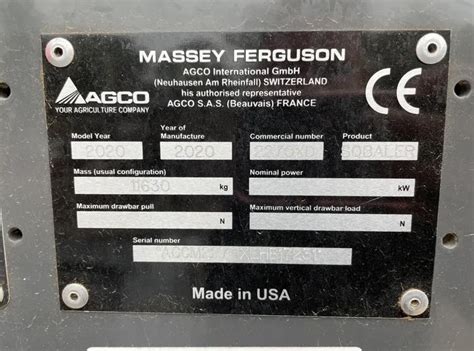 MASSEY FERGUSON
AGCO International GmbH
(Neuhausen Am Rheinfall) SWITZERLAND
his authorised representative
AGCO S.A.S. (Beauvais) FRANCE
CE
AGCO
YOUR AGRICULTURE COMPANY
Model Year
Year of Manufacture
Commercial number
Product
2020
2020
Mass (usual configuration)
Nominal power
11630
kg
kW
Maximum drawbar pull
Maximum vertical drawbar load
N
N
Serial number
Made in USA